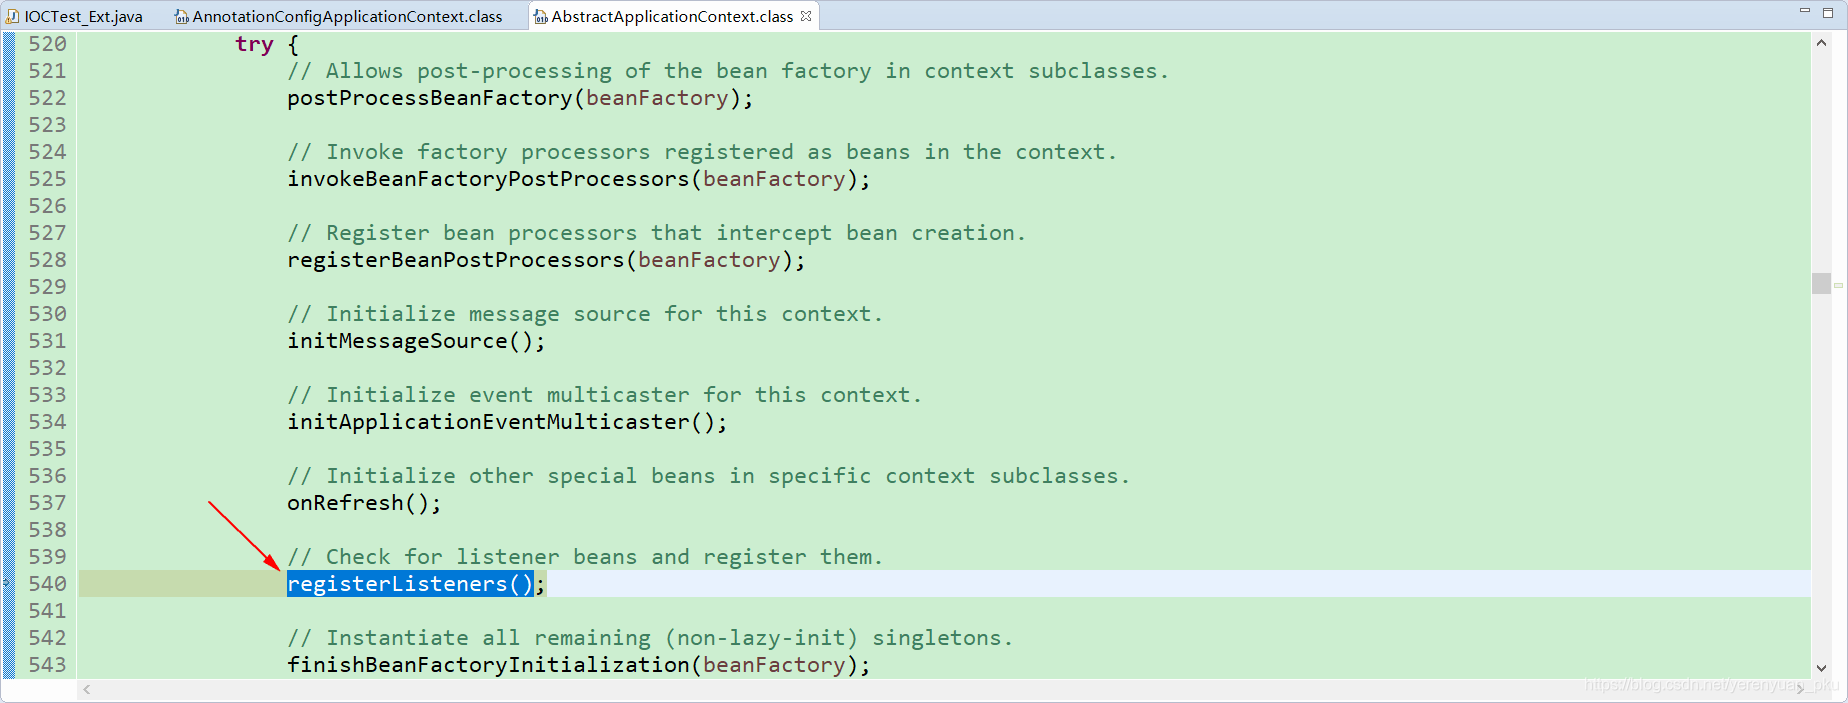 IOCTest_Ext.java AnnotationConfigApplicationContext.class AbstractApplicationContext.class
520 try {
521 // Allows post-processing of the bean factory in context subclasses.
522 postProcessBeanFactory(beanFactory);
523
524 // Invoke factory processors registered as beans in the context.
525 invokeBeanFactoryPostProcessors(beanFactory);
526
527 // Register bean processors that intercept bean creation.
528 registerBeanPostProcessors(beanFactory);
529
530 // Initialize message source for this context.
531 initMessageSource();
532
533 // Initialize event multicaster for this context.
534 initApplicationEventMulticaster();
535
536 // Initialize other special beans in specific context subclasses.
537 onRefresh();
538
539 // Check for listener beans and register them.
540 registerListeners();
541
542 // Instantiate all remaining (non-lazy-init) singletons.
543 finishBeanFactoryInitialization(beanFactory);
https://blog.csdn.net/yerenyuan_pku